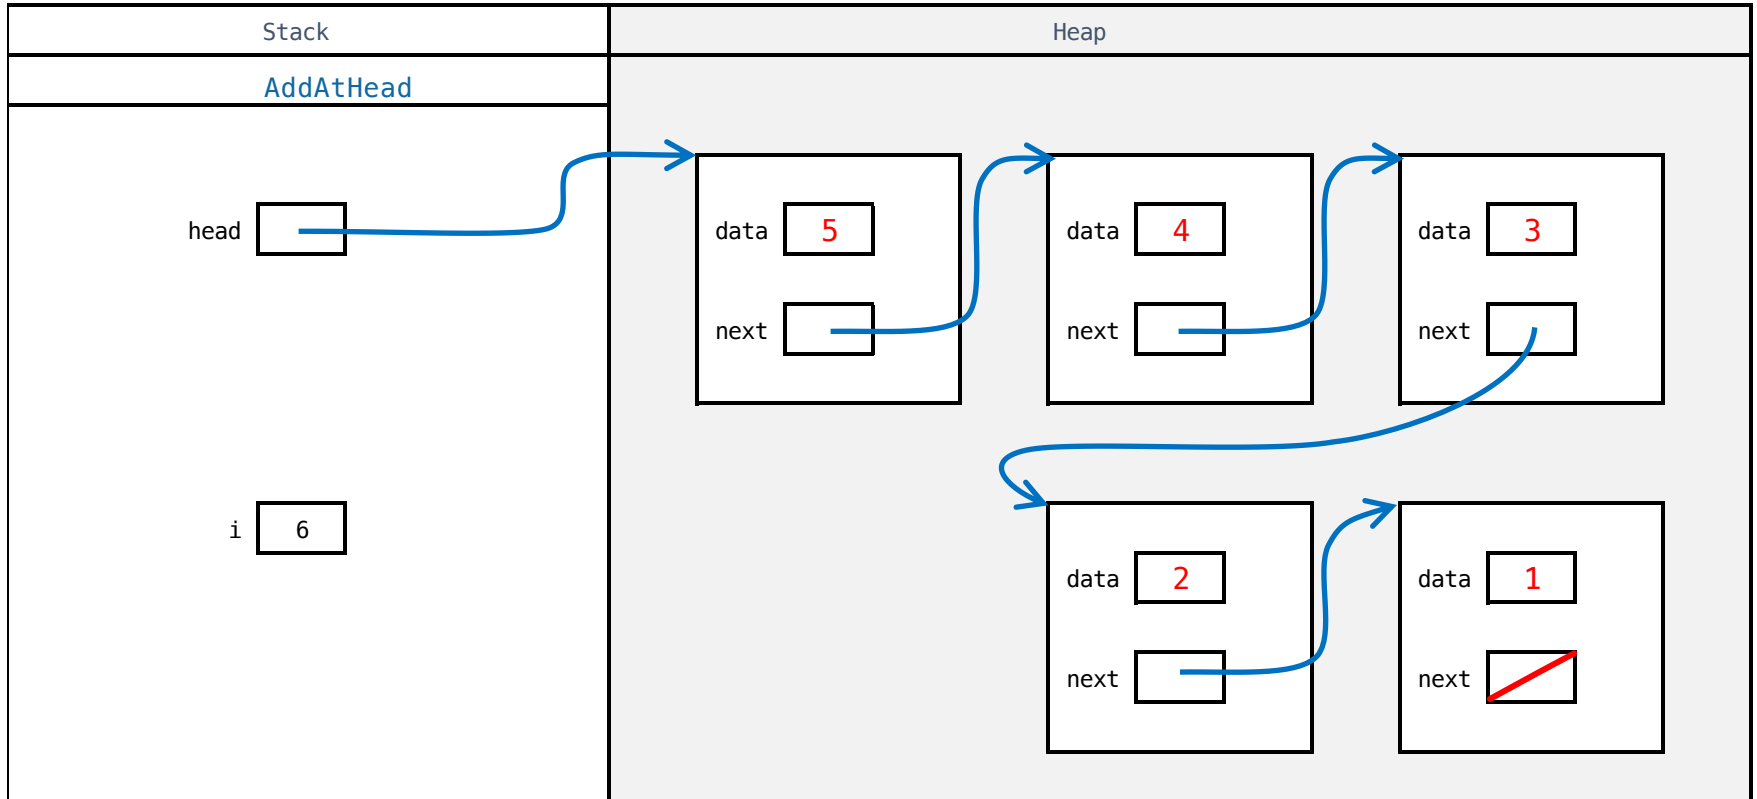 Stack Heap
AddAtHead
head data 5 data 4 data 3
next next next
i 6
data 2 data 1
next next